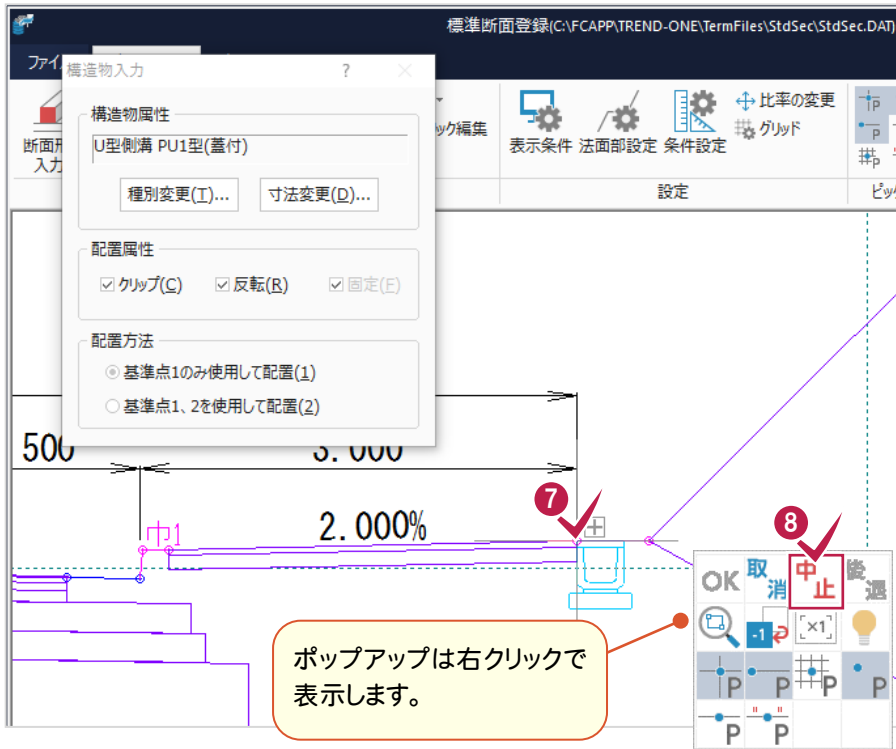 標準断面登録(C:\FCAPP\TREND-ONE\TermFiles\StdSec\StdSec.DAT)
ファイ
構造物入力
?
構造物属性
U型側溝 PU1型(蓋付)
種別変更(T)...
寸法変更(D)...
配置属性
クリップ(C)
反転(R)
固定(F)
配置方法
基準点1のみ使用して配置(1)
基準点1、2を使用して配置(2)
断面形
入力
ック編集
表示条件
法面部設定
条件設定
比率の変更
グリッド
設定
ピッ
500
3.000
2.000%
巾1
7
8
OK
取消
中止
後退
-1
[×1]
P
P
P
P
P
P
ポップアップは右クリックで
表示します。